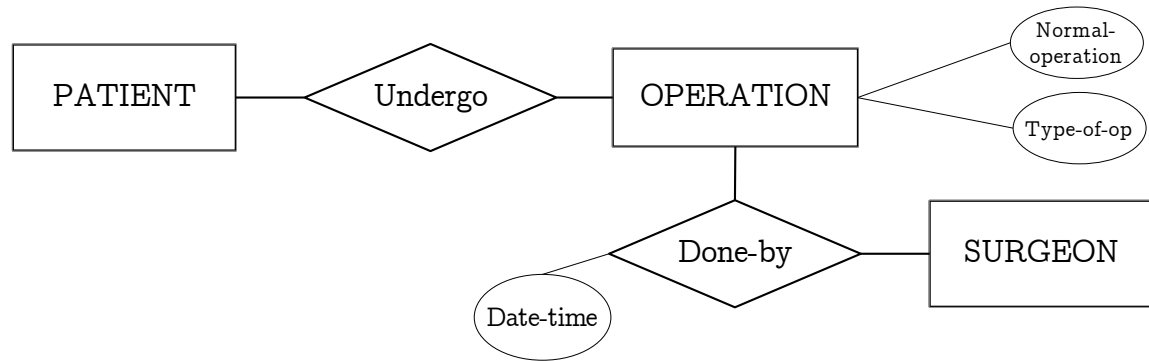 Normal-
operation
PATIENT
Undergo
OPERATION
Type-of-op
Done-by
SURGEON
Date-time